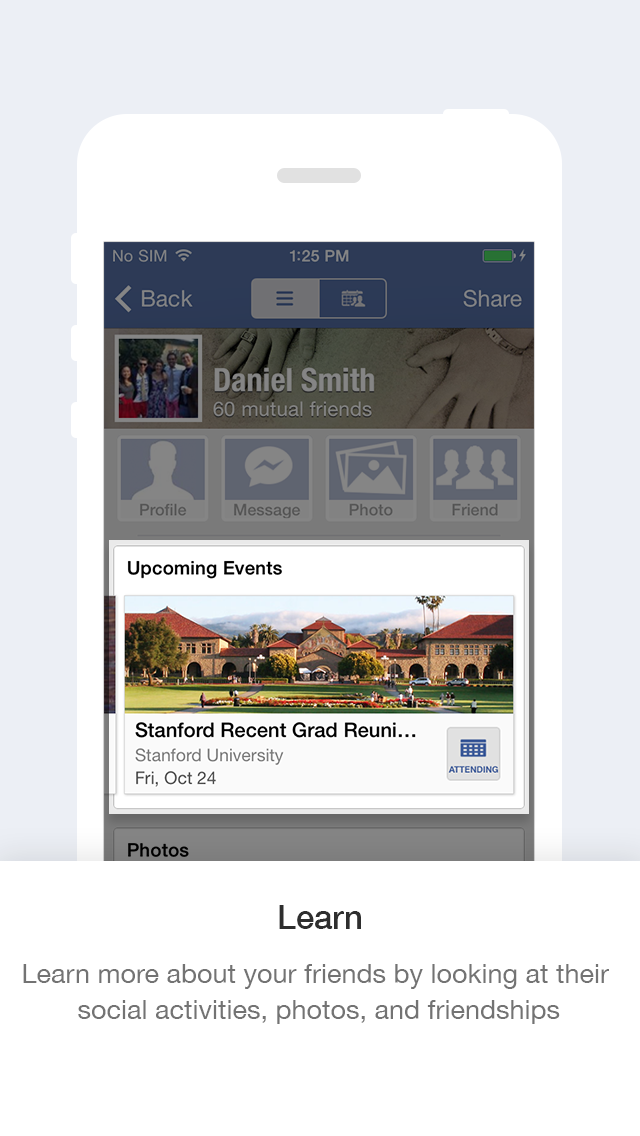 No SIM 1:25 PM
Back Share
Daniel Smith
60 mutual friends
Profile Message Photo Friend
Upcoming Events
Stanford Recent Grad Reuni...
Stanford University
Fri, Oct 24
ATTENDING
Photos
Learn
Learn more about your friends by looking at their
social activities, photos, and friendships